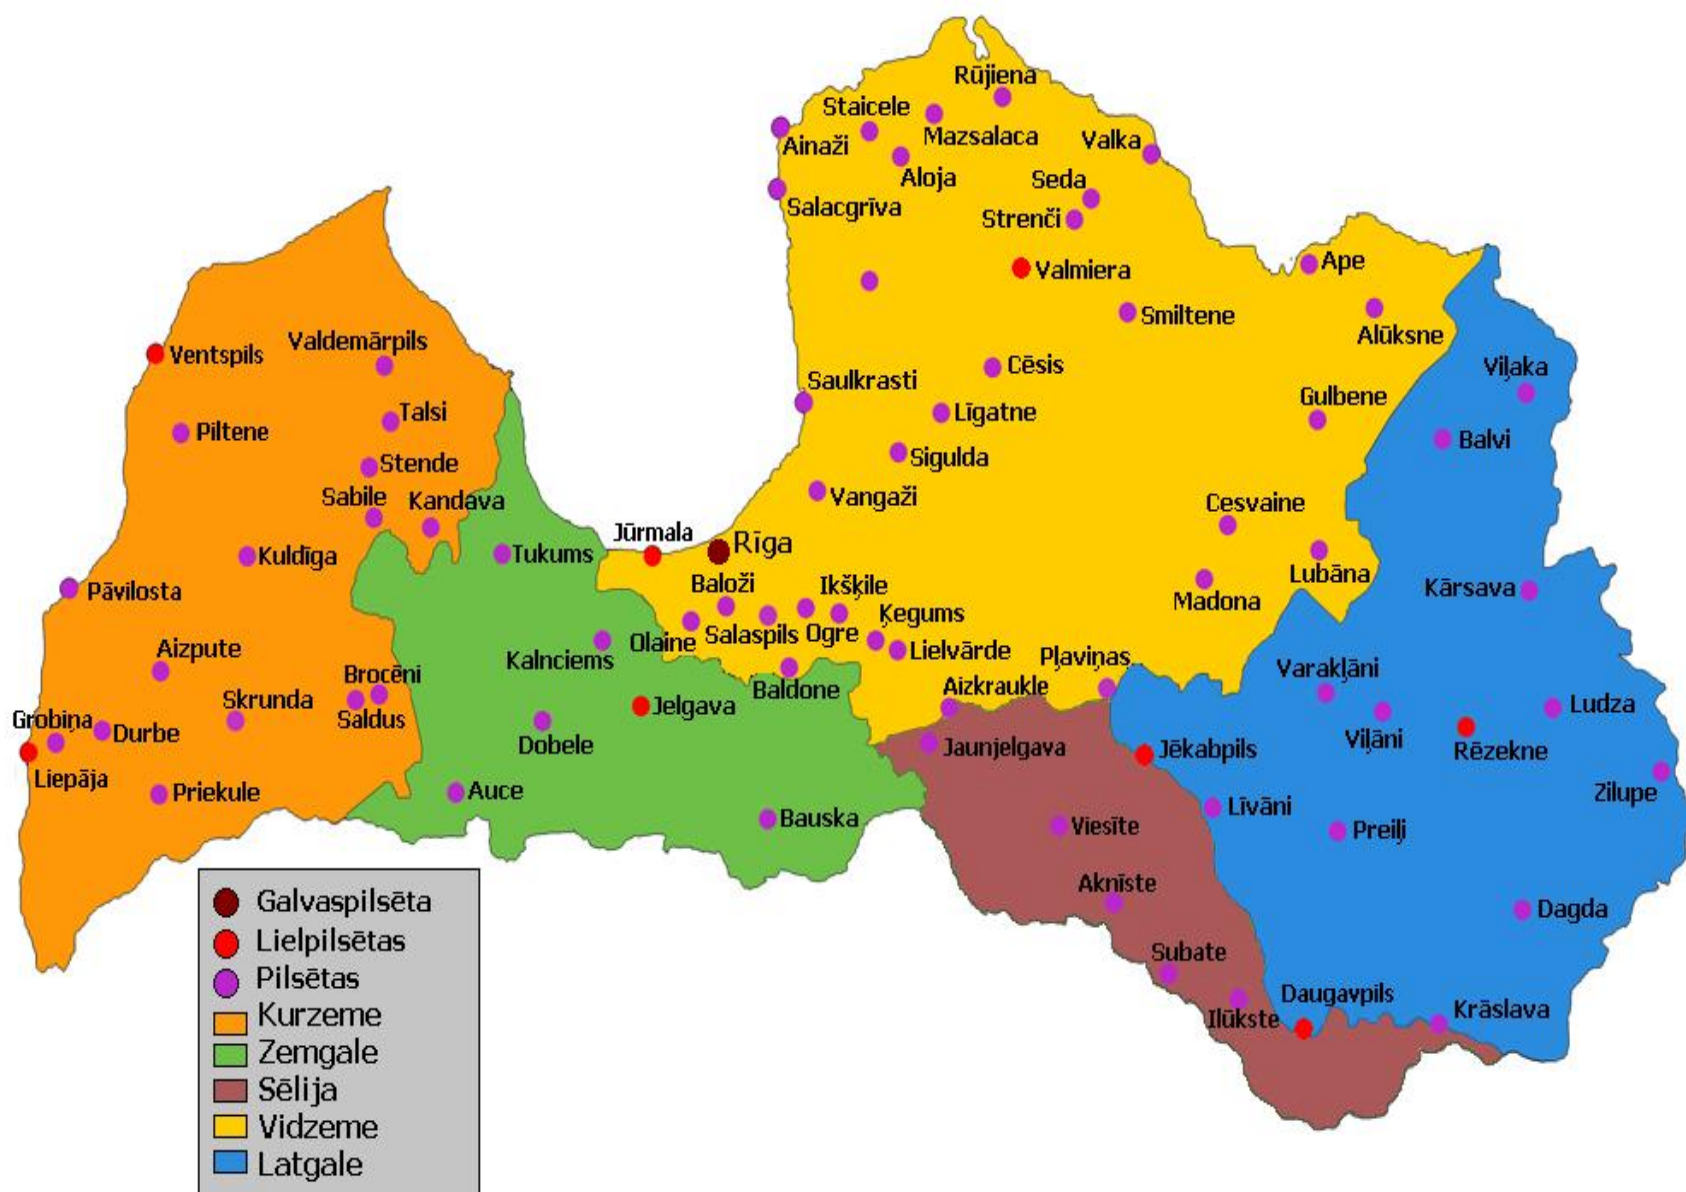 Rūjiena
Staicele
Mazsalaca
Ainaži
Valka
Aloja
Seda
Salacgrīva
Strenči
Ape
Valmiera
Alūksne
Smiltene
Ventspils
Valdemārpils
Cēsis
Viļaka
Saulkrasti
Gulbene
Talsi
Līgatne
Piltene
Balvi
Sigulda
Stende
Vangaži
Sabile
Kandava
Cesvaine
Rīga
Jūrmala
Kuldīga
Tukums
Lubāna
Pāvilosta
Baloži
Ikšķile
Madona
Kārsava
Ķegums
Olaine
Salaspils
Ogre
Aizpute
Kalnciems
Lielvārde
Pļaviņas
Varakļāni
Brocēni
Baldone
Aizkraukle
Skrunda
Jelgava
Ludza
Grobiņa
Durbe
Saldus
Dobele
Jaunjelgava
Jēkabpils
Viļāni
Rēzekne
Liepāja
Priekule
Auce
Zilupe
Bauska
Viesīte
Līvāni
Preiļi
Aknīste
Dagda
Subate
Daugavpils
Krāslava
Ilūkste
Galvaspilsēta
Lielpilsētas
Pilsētas
Kurzeme
Zemgale
Sēlija
Vidzeme
Latgale